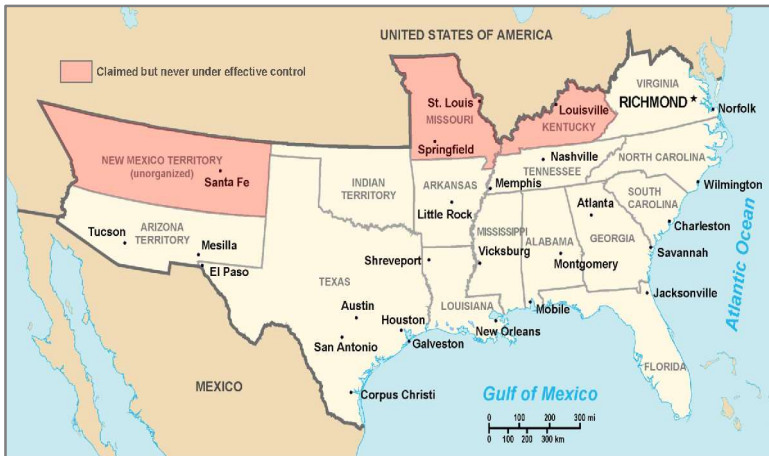 UNITED STATES OF AMERICA
Claimed but never under effective control
VIRGINIA
RICHMOND
Norfolk
St. Louis
MISSOURI
Springfield
Louisville
KENTUCKY
NEW MEXICO TERRITORY
(unorganized)
Santa Fe
INDIAN
TERRITORY
ARKANSAS
Little Rock
Nashville
TENNESSEE
Memphis
NORTH CAROLINA
Wilmington
SOUTH
CAROLINA
Charleston
Atlanta
GEORGIA
Savannah
ARIZONA
TERRITORY
Tucson
Mesilla
El Paso
MISSISSIPPI
Vicksburg
ALABAMA
Montgomery
Shreveport
TEXAS
Austin
Houston
San Antonio
Galveston
LOUISIANA
New Orleans
Mobile
Jacksonville
FLORIDA
Corpus Christi
MEXICO
Gulf of Mexico
Atlantic Ocean
0 100 200 300 mi
0 100 200 300 km